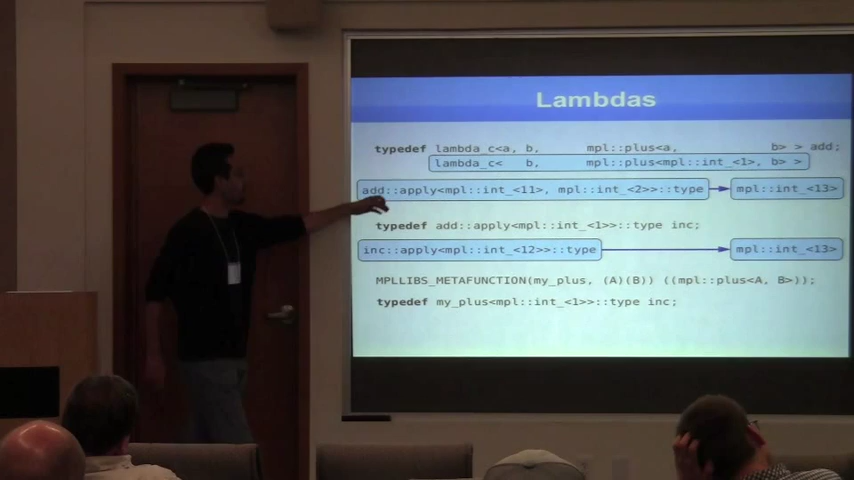 Lambdas
typedef lambda_c<a, b, mpl::plus<a, b> > add;
lambda_c< b, mpl::plus<mpl::int_<1>, b> >
add::apply<mpl::int_<11>, mpl::int_<2>>::type mpl::int_<13>
typedef add::apply<mpl::int_<1>>::type inc;
inc::apply<mpl::int_<12>>::type mpl::int_<13>
MPLLIBS_METAFUNCTION(my_plus, (A)(B)) ((mpl::plus<A, B>));
typedef my_plus<mpl::int_<1>>::type inc;